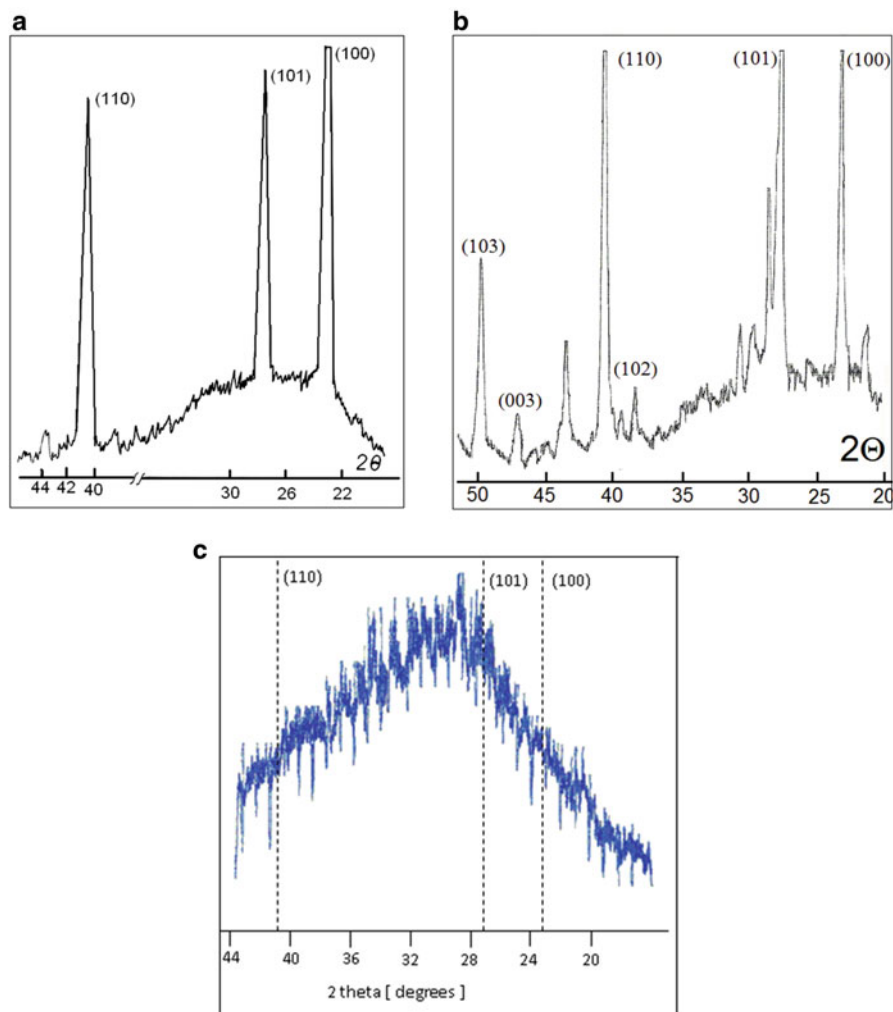 a
(100)
(101)
(110)
2θ
44 42 40 30 26 22
b
(110) (101) (100)
(103)
(102)
(003)
2Θ
50 45 40 35 30 25 20
c
(110) (101) (100)
44 40 36 32 28 24 20
2 theta [ degrees ]